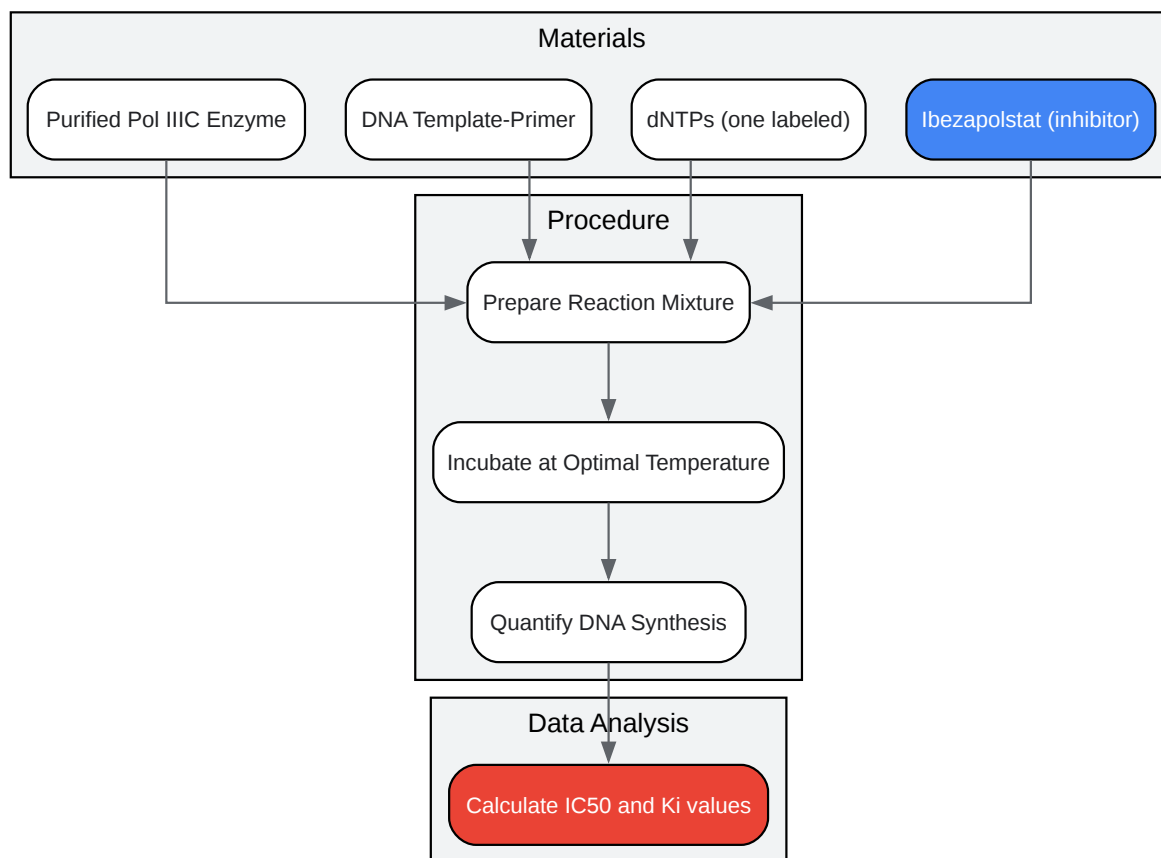 Materials
Purified Pol IIIC Enzyme
DNA Template-Primer
dNTPs (one labeled)
Ibezapolstat (inhibitor)
Procedure
Prepare Reaction Mixture
Incubate at Optimal Temperature
Quantify DNA Synthesis
Data Analysis
Calculate IC50 and Ki values